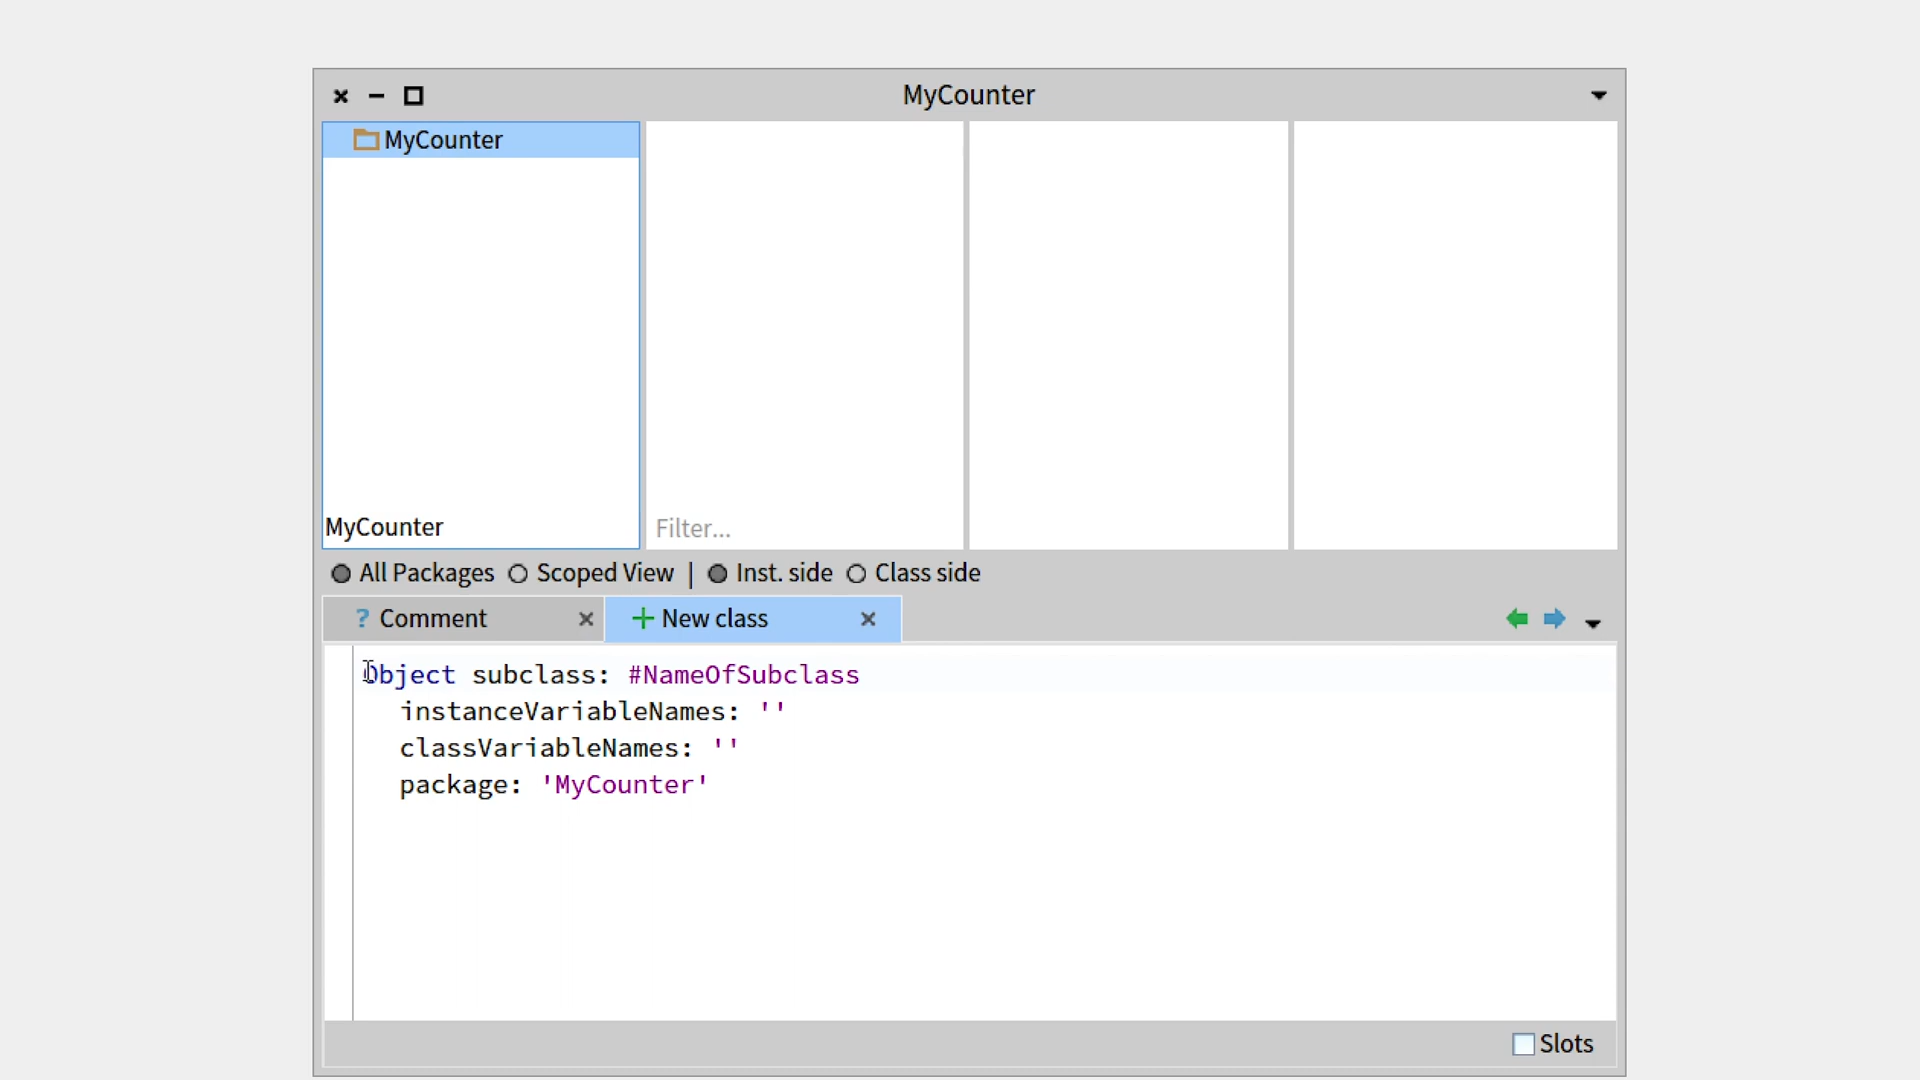 MyCounter
MyCounter
MyCounter
Filter...
All Packages Scoped View | Inst. side Class side
? Comment
New class
Object subclass: #NameOfSubclass
instanceVariableNames: ''
classVariableNames: ''
package: 'MyCounter'
Slots